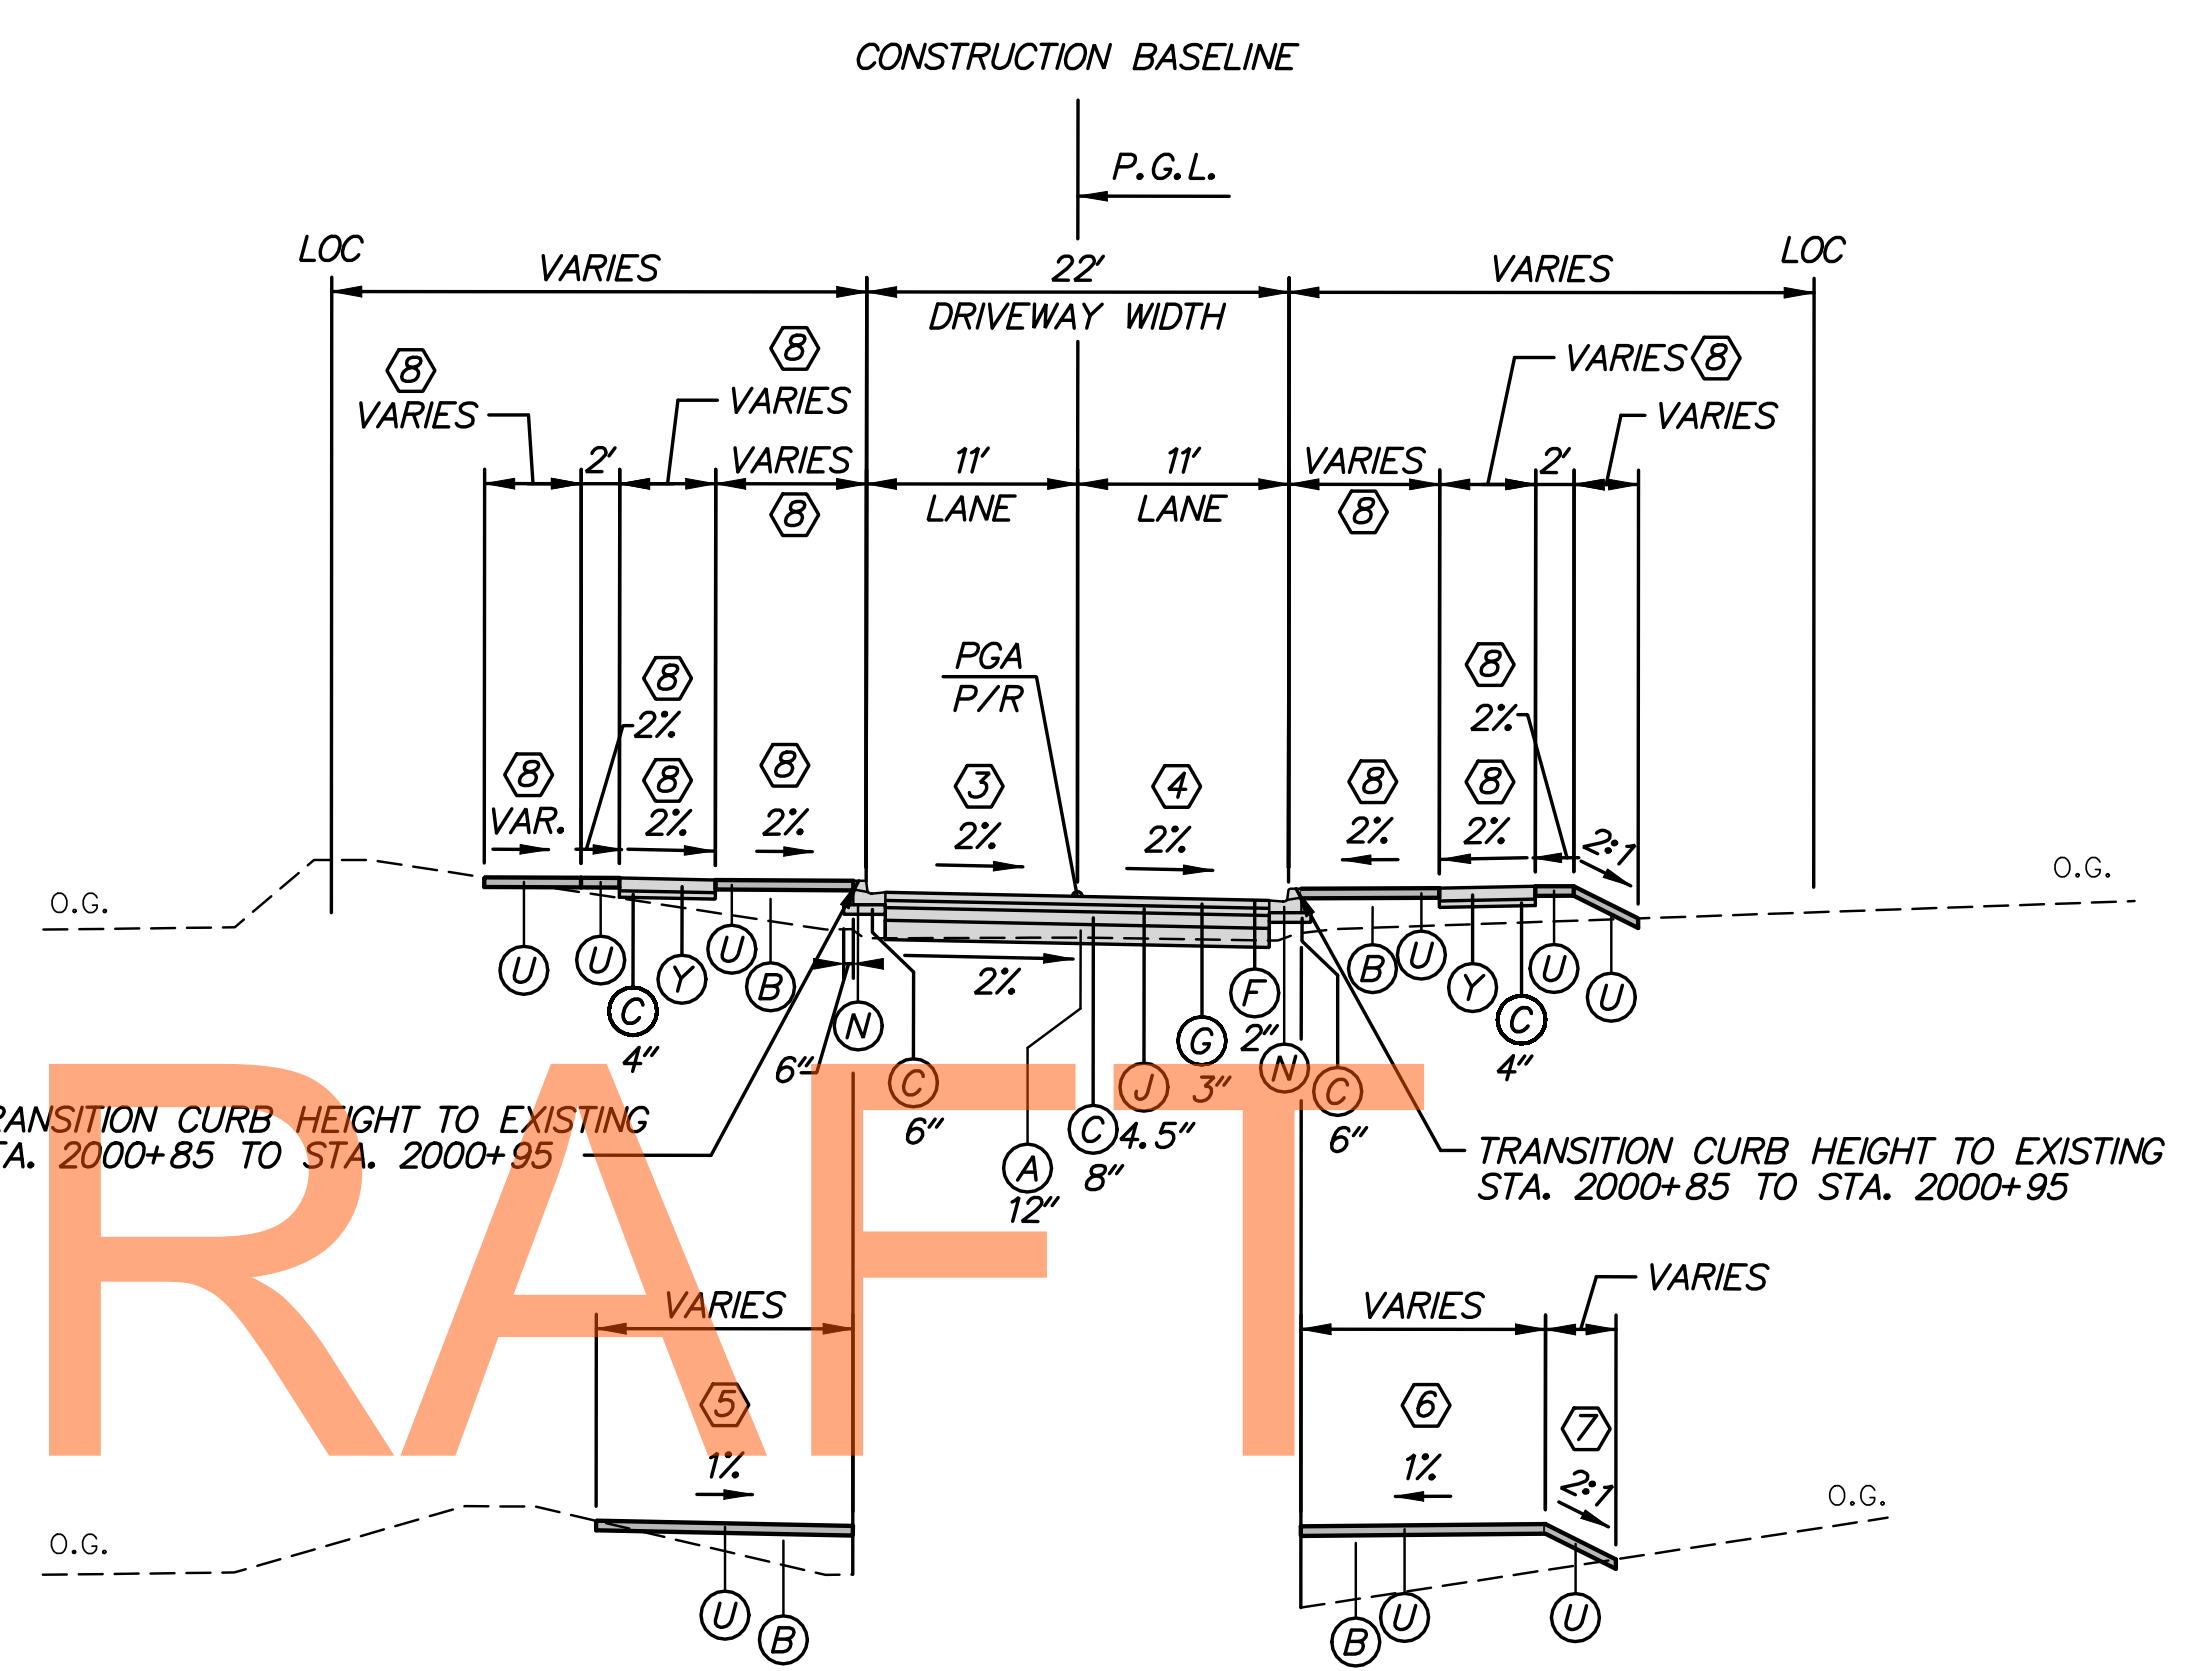 CONSTRUCTION BASELINE
P.G.L.
LOC
VARIES
22'
VARIES
LOC
DRIVEWAY WIDTH
8
8
VARIES 8
VARIES
VARIES
VARIES
2'
VARIES
11'
11'
VARIES
2'
8
LANE
LANE
8
PGA
P/R
8
2%
8
2%
8
VAR.
8
2%
8
2%
3
2%
4
2%
8
2%
8
2%
2:1
O.G.
O.G.
2%
U
U
C
4"
Y
U
B
N
6"
C
6"
A
12"
C
8"
J
4.5"
G
3"
F
2"
N
C
6"
B
U
Y
C
4"
U
U
RANSITION CURB HEIGHT TO EXISTING
TA. 2000+85 TO STA. 2000+95
TRANSITION CURB HEIGHT TO EXISTING
STA. 2000+85 TO STA. 2000+95
RAFT
VARIES
VARIES
VARIES
5
1%
6
1%
7
2:1
O.G.
O.G.
U
B
B
U
U